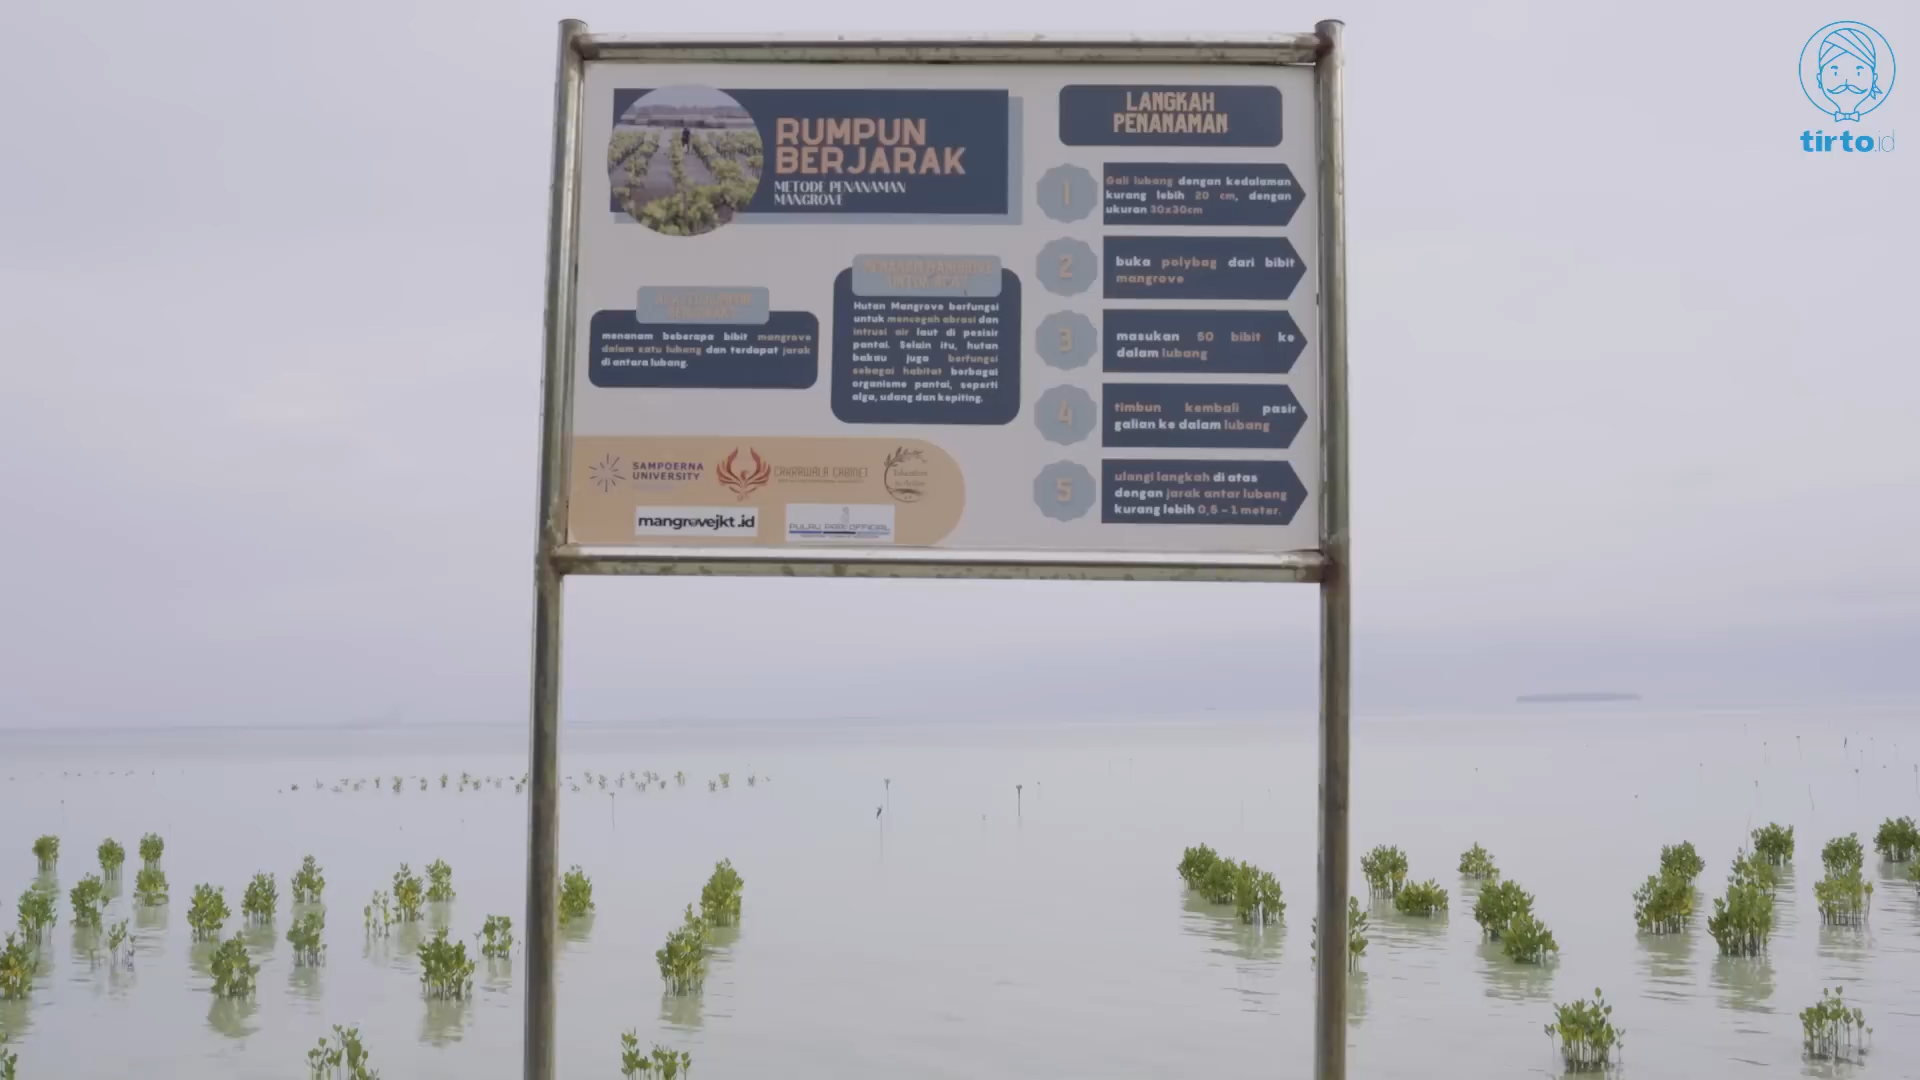 RUMPUN
BERJARAK
METODE PENANAMAN
MANGROVE
menanam beberapa bibit mangrove
dalam satu lubang dan terdapat jarak
di antara lubang.
Hutan Mangrove berfungsi
untuk mencegah abrasi dan
intrusi air laut di pesisir
pantai. Selain itu, hutan
bakau juga berfungsi
sebagai habitat berbagai
organisme pantai, seperti
alga, udang dan kepiting.
SAMPOERNA
UNIVERSITY
CAKRAWALA CABINET
mangrovejkt.id
LANGKAH
PENANAMAN
1
Gali lubang dengan kedalaman
kurang lebih 20 cm, dengan
ukuran 30x30cm
2
buka polybag dari bibit
mangrove
3
masukan 50 bibit ke
dalam lubang
4
timbun kembali pasir
galian ke dalam lubang
5
ulangi langkah di atas
dengan jarak antar lubang
kurang lebih 0,5 - 1 meter.
tirto.id